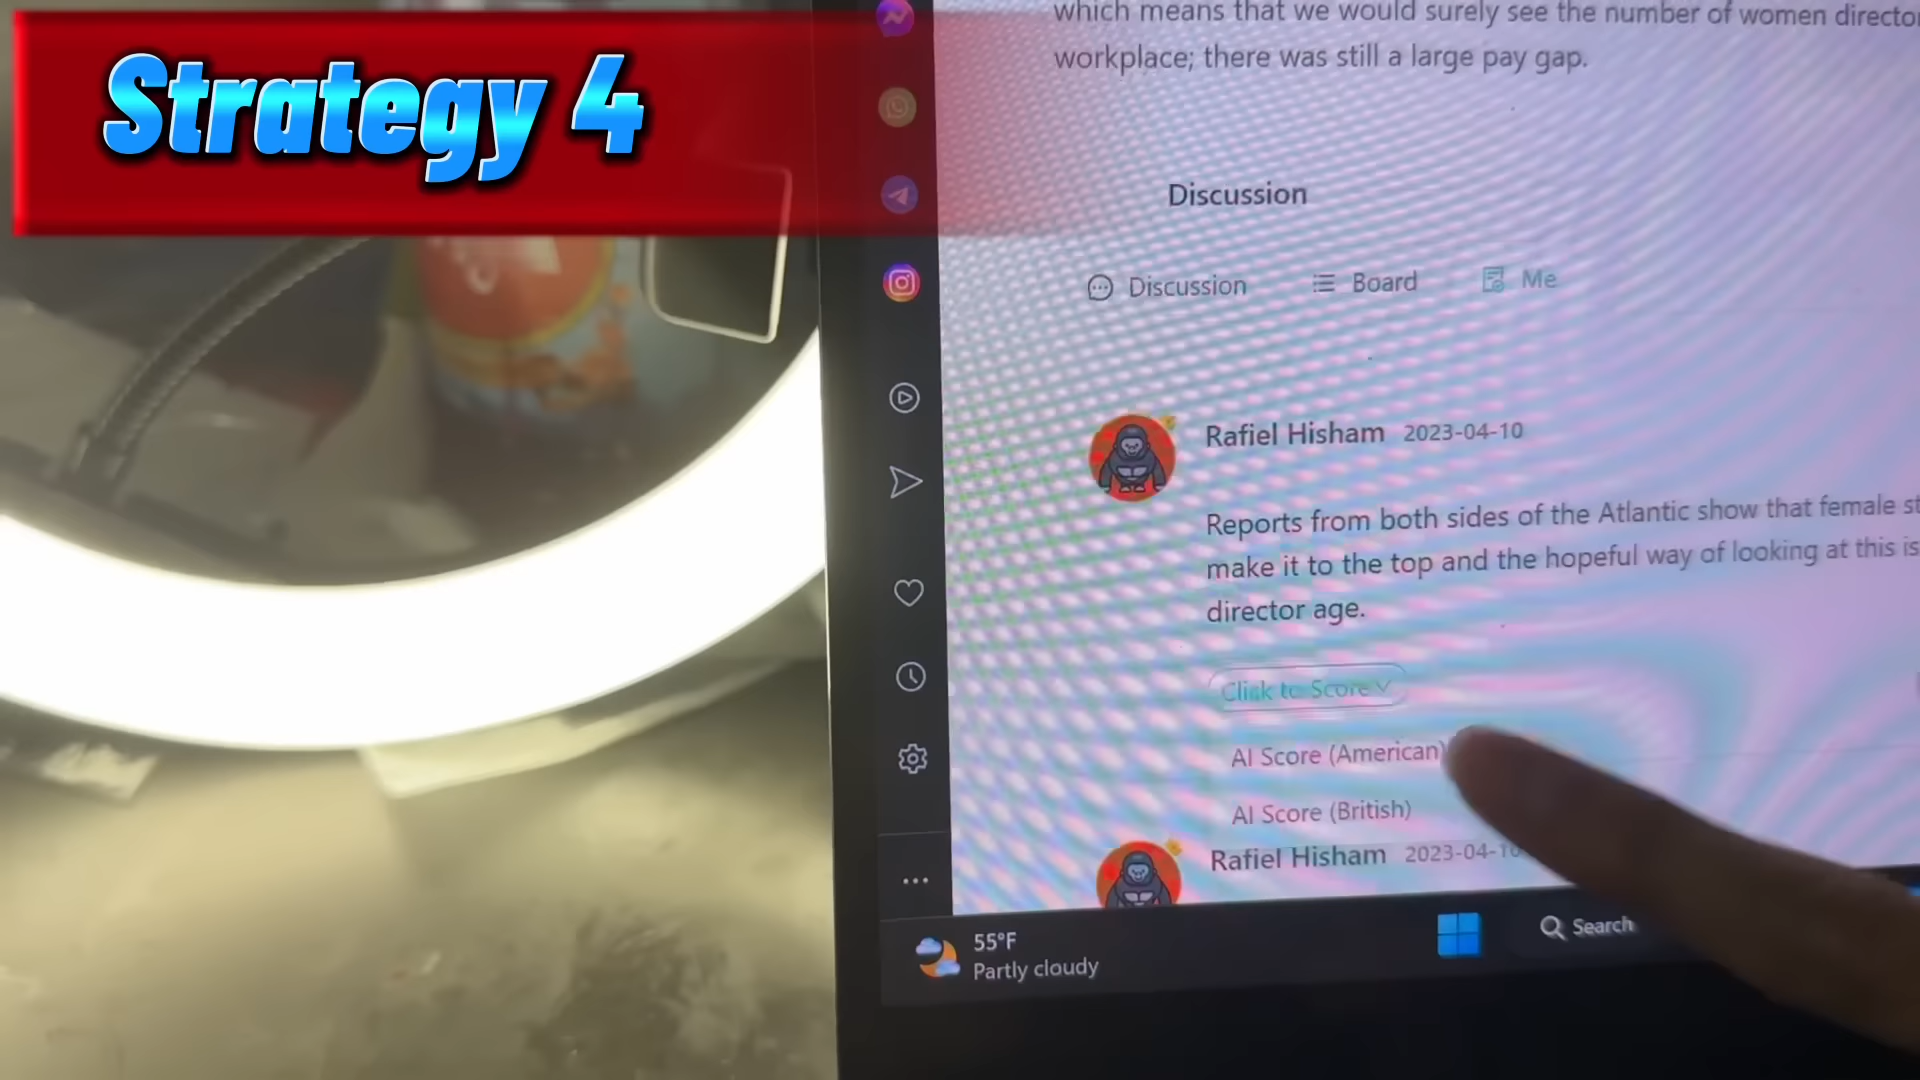 Strategy 4
which means that we would surely see the number of women
workplace; there was still a large pay gap.
Discussion
Discussion Board Me
Rafiel Hisham 2023-04-10
Reports from both sides of the Atlantic show that female
make it to the top and the hopeful way of looking at this is
director age.
Click to Score
AI Score (American)
AI Score (British)
Rafiel Hisham 2023-04-10
55°F
Partly cloudy
Search